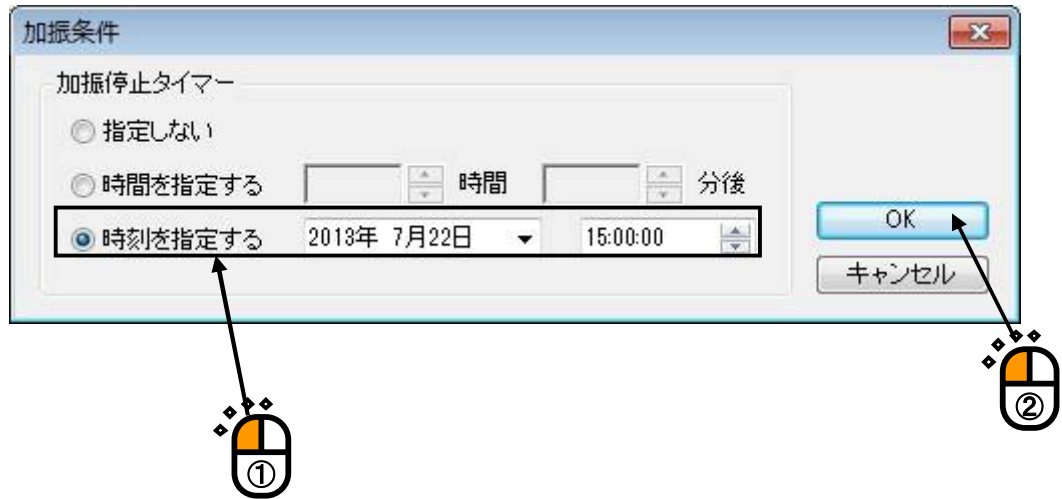 加振条件
加振停止タイマー
指定しない
時間を指定する 時間 分後
時刻を指定する 2013年 7月22日 15:00:00
OK
キャンセル
①
②